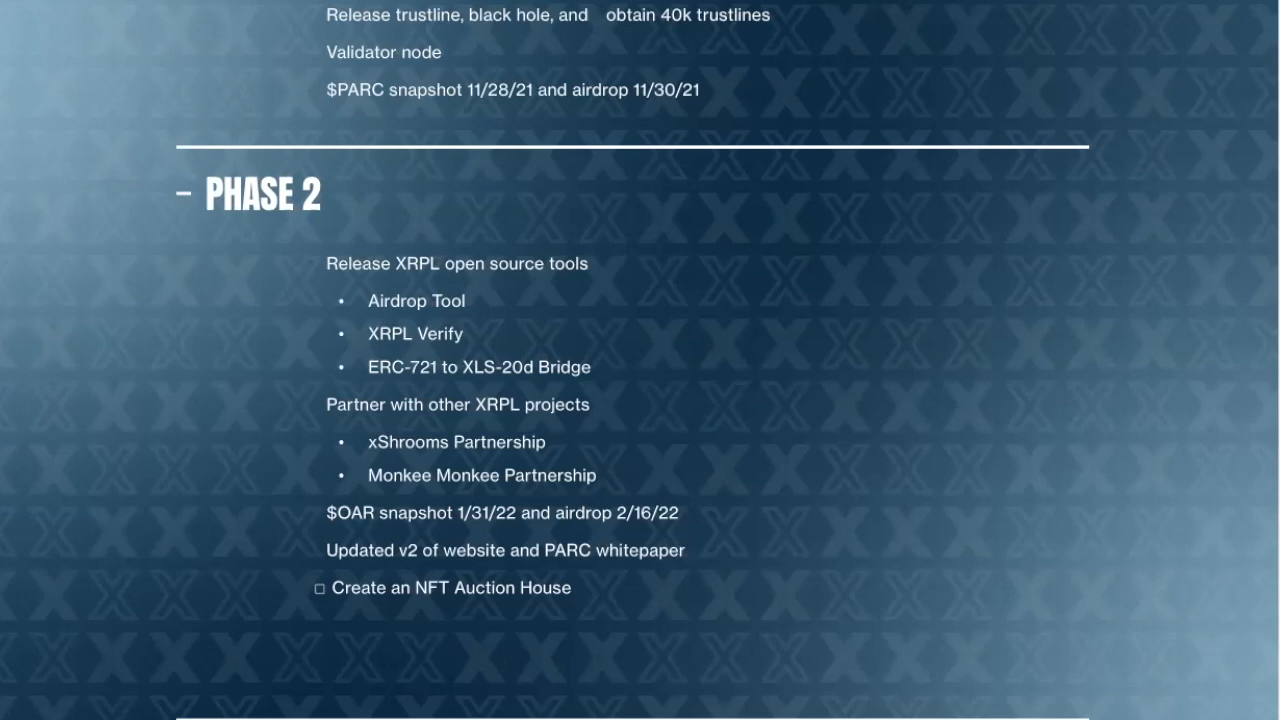 Release trustline, black hole, and obtain 40k trustlines
Validator node
$PARC snapshot 11/28/21 and airdrop 11/30/21
– PHASE 2
Release XRPL open source tools
• Airdrop Tool
• XRPL Verify
• ERC-721 to XLS-20d Bridge
Partner with other XRPL projects
• xShrooms Partnership
• Monkee Monkee Partnership
$OAR snapshot 1/31/22 and airdrop 2/16/22
Updated v2 of website and PARC whitepaper
□ Create an NFT Auction House